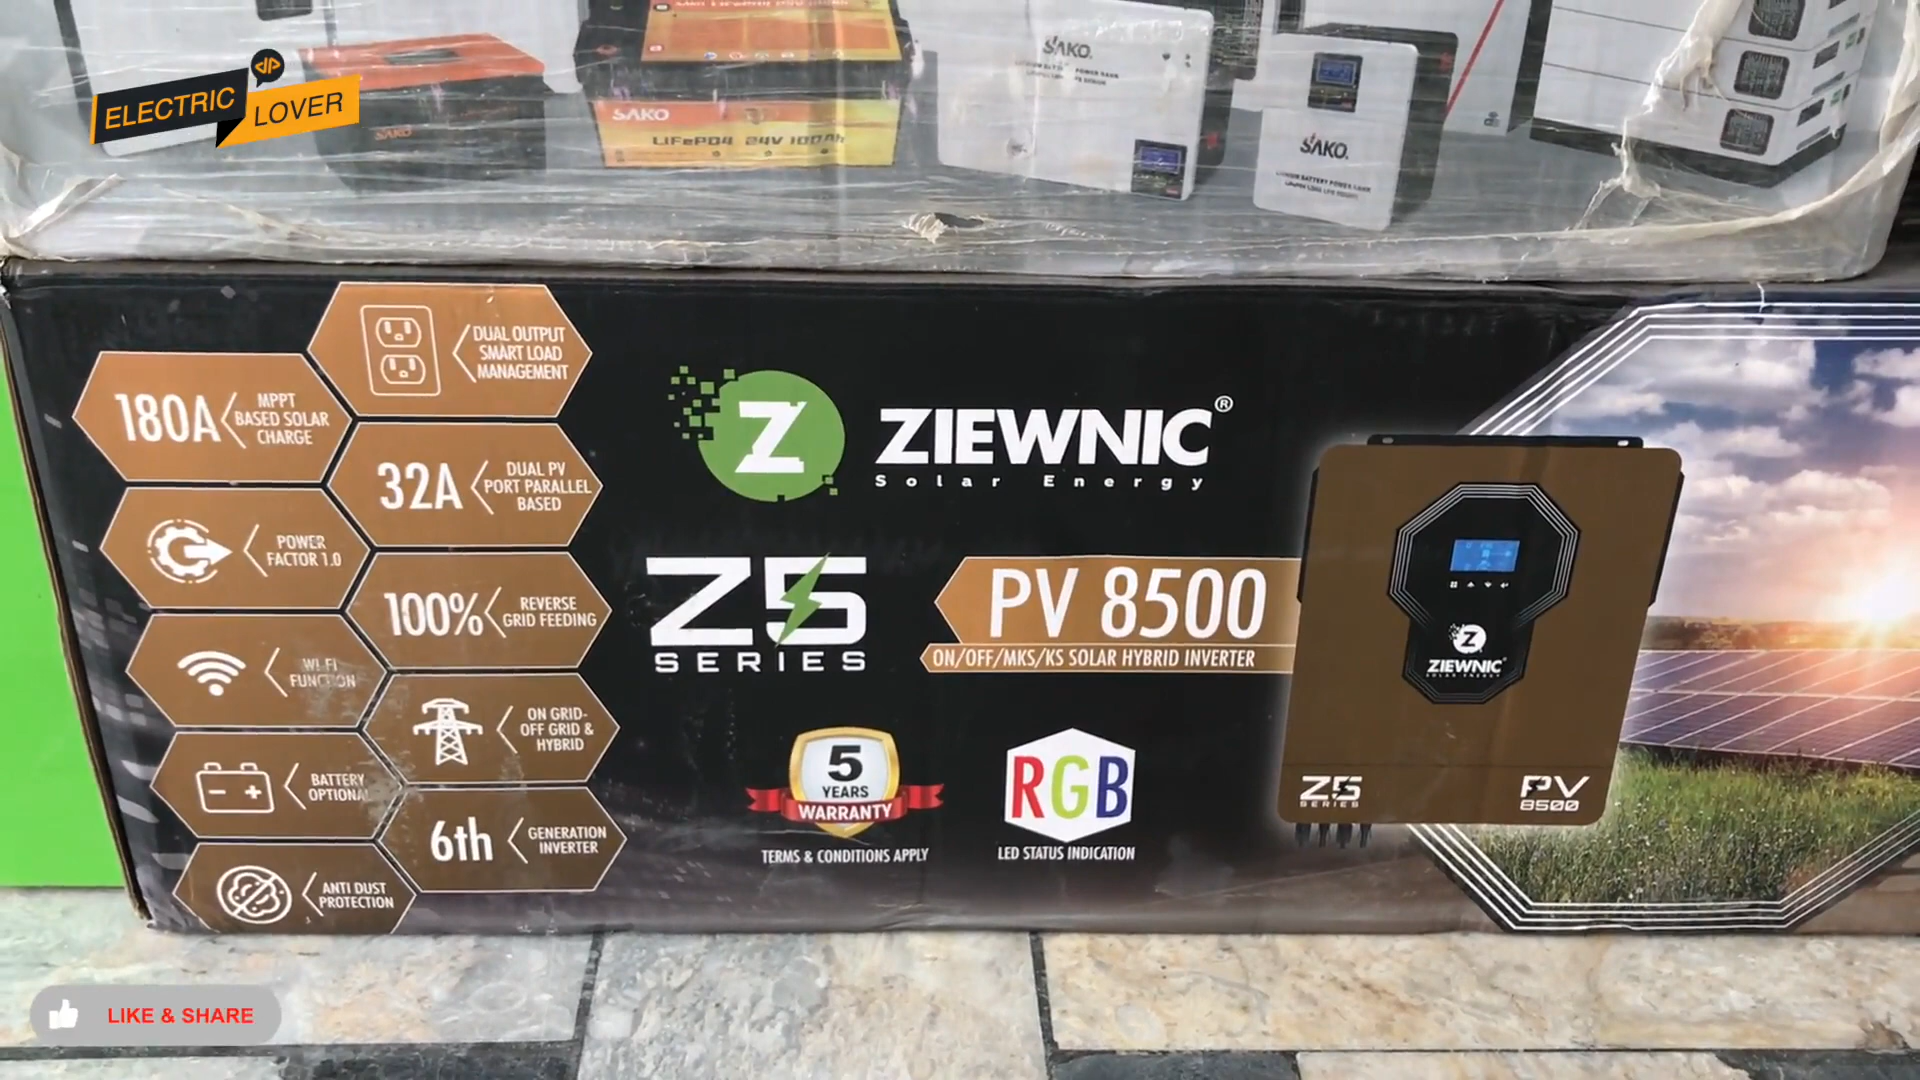 ELECTRIC
LOVER
SAKO
SAKO
LiFePO4 24V 100Ah
SAKO
SAKO
DUAL OUTPUT
SMART LOAD
MANAGEMENT
180A
MPPT
BASED SOLAR
CHARGE
32A
DUAL PV
PORT PARALLEL
BASED
POWER
FACTOR 1.0
100%
REVERSE
GRID FEEDING
WI-FI
FUNCTION
ON GRID-
OFF GRID &
HYBRID
BATTERY
OPTIONAL
6th
GENERATION
INVERTER
ANTI DUST
PROTECTION
Z
ZIEWNIC®
Solar Energy
Z5
SERIES
PV 8500
ON/OFF/MKS/KS SOLAR HYBRID INVERTER
5
YEARS
WARRANTY
TERMS & CONDITIONS APPLY
RGB
LED STATUS INDICATION
Z
ZIEWNIC
SOLAR ENERGY
Z5
SERIES
PV
8500
LIKE & SHARE